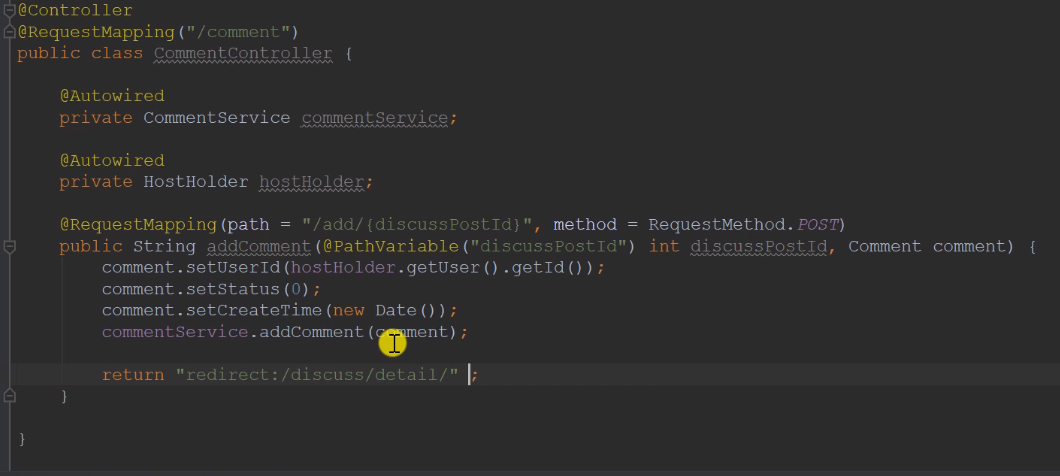 @Controller
@RequestMapping("/comment")
public class CommentController {
@Autowired
private CommentService commentService;
@Autowired
private HostHolder hostHolder;
@RequestMapping(path = "/add/{discussPostId}", method = RequestMethod.POST)
public String addComment(@PathVariable("discussPostId") int discussPostId, Comment comment) {
comment.setUserId(hostHolder.getUser().getId());
comment.setStatus(0);
comment.setCreateTime(new Date());
commentService.addComment(comment);
return "redirect:/discuss/detail/" ;
}
}